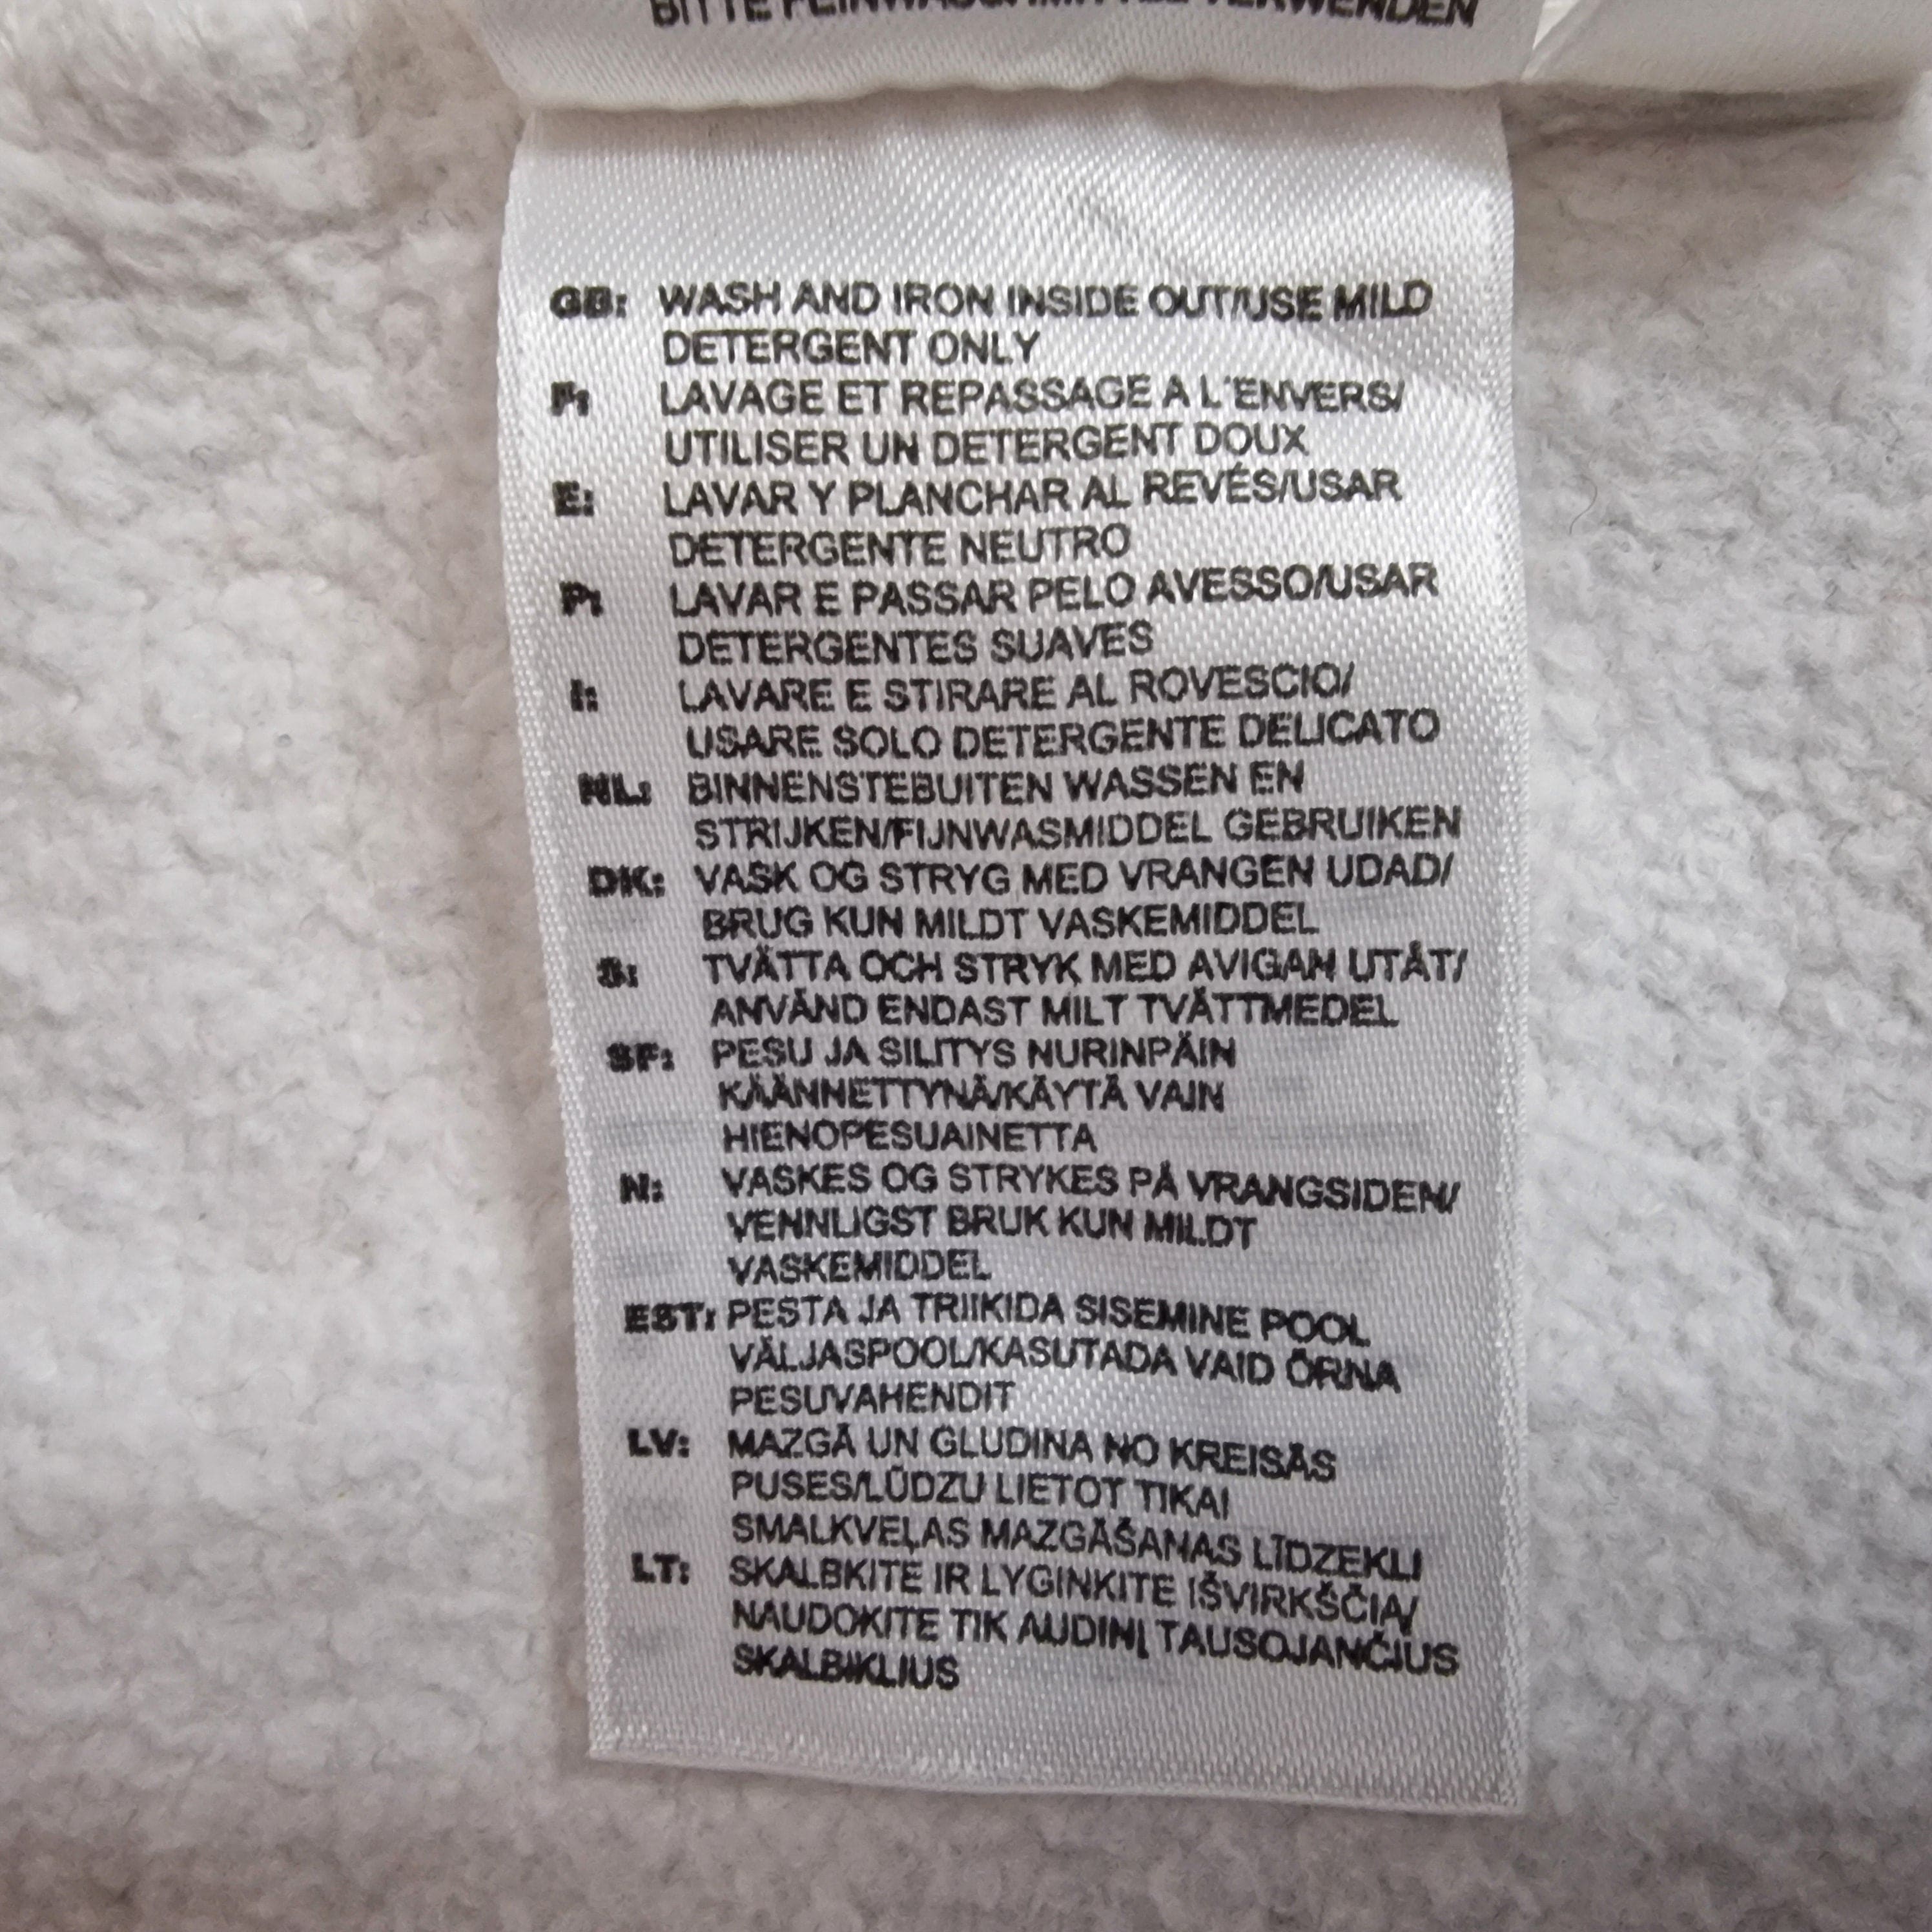 BITTE FEINWASCHMITTEL VERWENDEN
GB: WASH AND IRON INSIDE OUT/USE MILD
DETERGENT ONLY
F: LAVAGE ET REPASSAGE A L'ENVERS/
UTILISER UN DETERGENT DOUX
E: LAVAR Y PLANCHAR AL REVÉS/USAR
DETERGENTE NEUTRO
P: LAVAR E PASSAR PELO AVESSO/USAR
DETERGENTES SUAVES
I: LAVARE E STIRARE AL ROVESCIO/
USARE SOLO DETERGENTE DELICATO
NL: BINNENSTEBUITEN WASSEN EN
STRIJKEN/FIJNWASMIDDEL GEBRUIKEN
DK: VASK OG STRYG MED VRANGEN UDAD/
BRUG KUN MILDT VASKEMIDDEL
S: TVÄTTA OCH STRYK MED AVIGAN UTÅT/
ANVÄND ENDAST MILT TVÄTTMEDEL
SF: PESU JA SILITYS NURINPÄIN
KÄÄNNETTYNÄ/KÄYTÄ VAIN
HIENOPESUAINETTA
N: VASKES OG STRYKES PÅ VRANGSIDEN/
VENNLIGST BRUK KUN MILDT
VASKEMIDDEL
EST: PESTA JA TRIIKIDA SISEMINE POOL
VÄLJASPOOL/KASUTADA VAID ÕRNA
PESUVAHENDIT
LV: MAZGĀ UN GLUDINA NO KREISĀS
PUSES/LŪDZU LIETOT TIKAI
SMALKVEĻAS MAZGĀŠANAS LĪDZEKLI
LT: SKALBKITE IR LYGINKITE IŠVIRKŠČIĄ/
NAUDOKITE TIK AUDINĮ TAUSOJANČIUS
SKALBIKLIUS